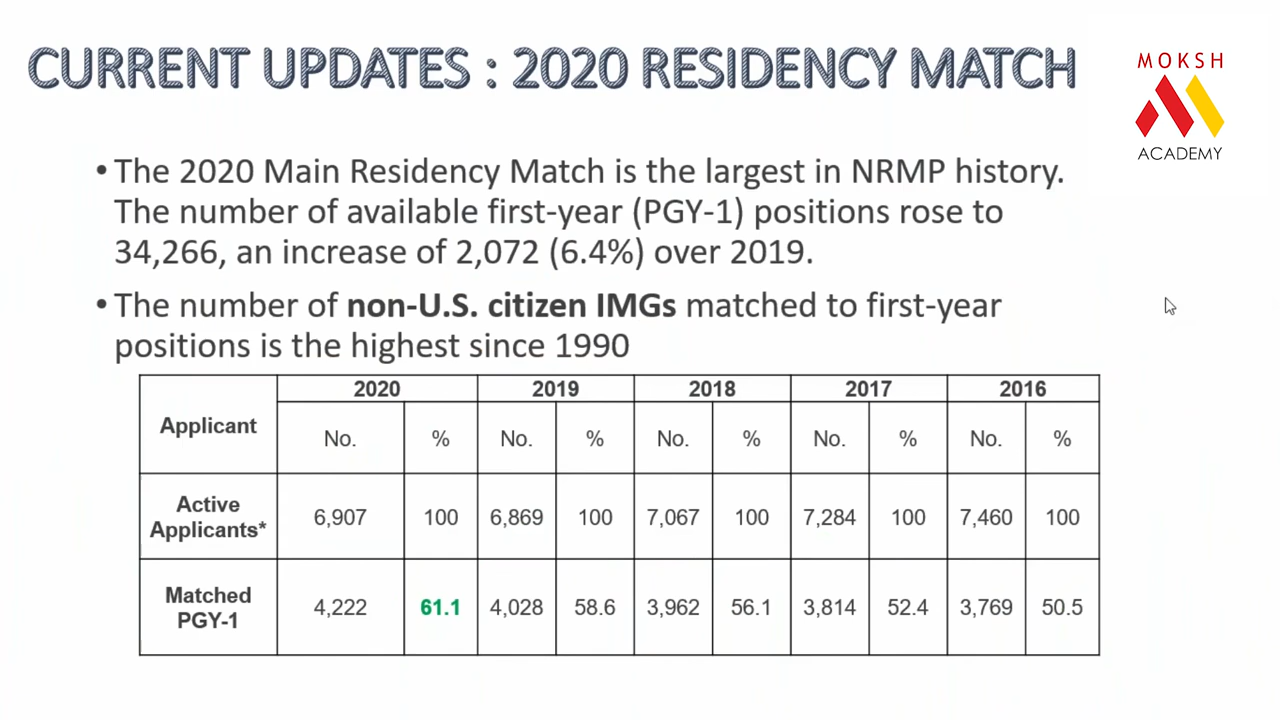 CURRENT UPDATES : 2020 RESIDENCY MATCH
MOKSH
ACADEMY
• The 2020 Main Residency Match is the largest in NRMP history.
The number of available first-year (PGY-1) positions rose to
34,266, an increase of 2,072 (6.4%) over 2019.
• The number of non-U.S. citizen IMGs matched to first-year
positions is the highest since 1990
Applicant 2020 2019 2018 2017 2016
No. % No. % No. % No. % No. %
Active
Applicants* 6,907 100 6,869 100 7,067 100 7,284 100 7,460 100
Matched
PGY-1 4,222 61.1 4,028 58.6 3,962 56.1 3,814 52.4 3,769 50.5